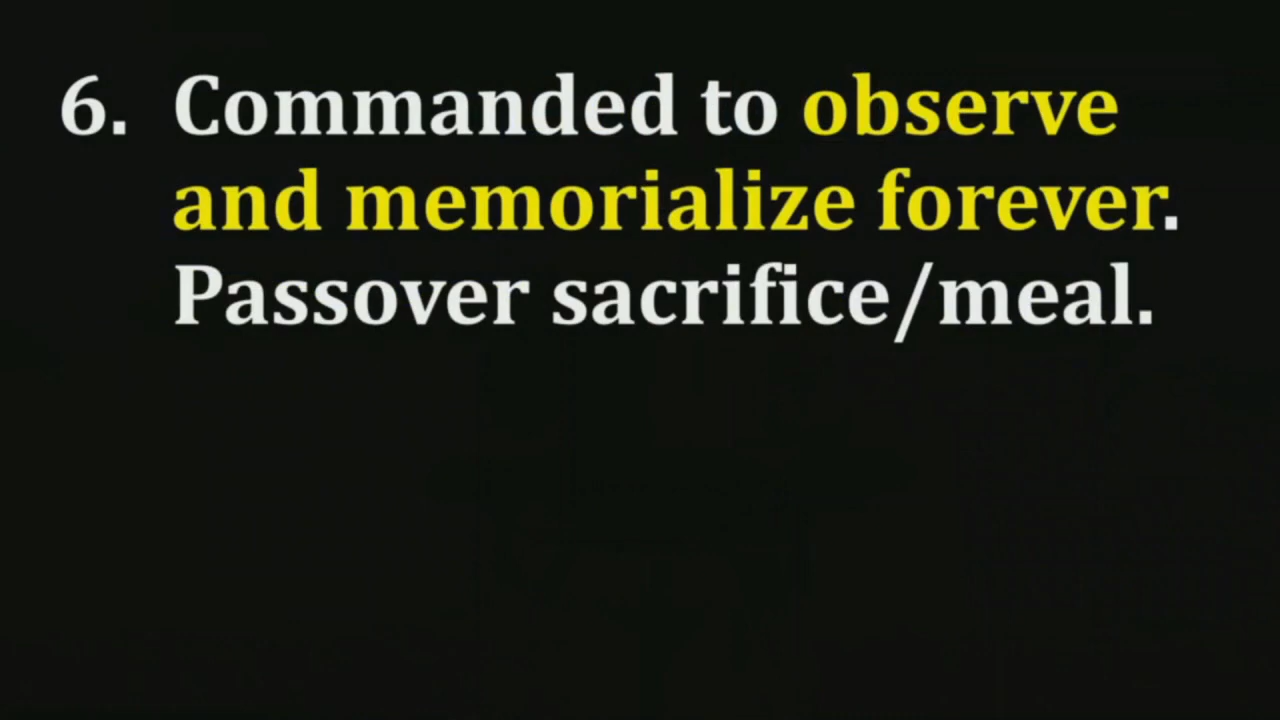 6. Commanded to observe
and memorialize forever.
Passover sacrifice/meal.